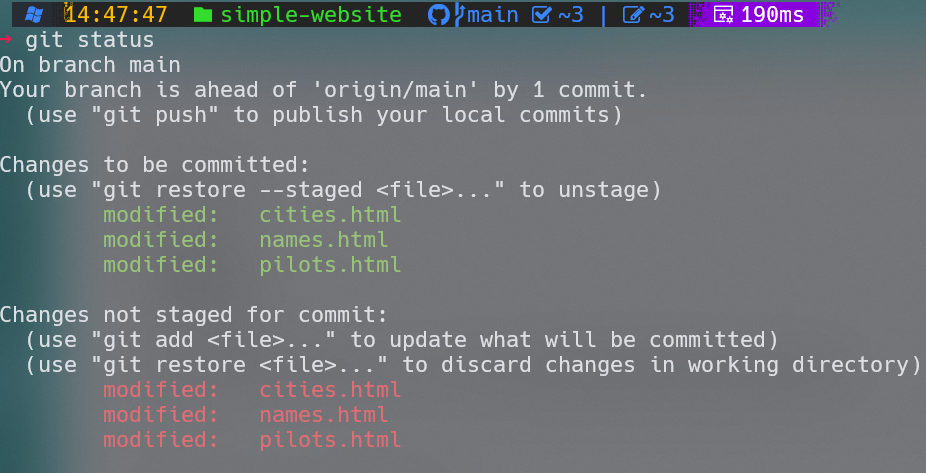 14:47:47 simple-website main ~3 | ~3 190ms
→ git status
On branch main
Your branch is ahead of 'origin/main' by 1 commit.
(use "git push" to publish your local commits)
Changes to be committed:
(use "git restore --staged <file>..." to unstage)
modified: cities.html
modified: names.html
modified: pilots.html
Changes not staged for commit:
(use "git add <file>..." to update what will be committed)
(use "git restore <file>..." to discard changes in working directory)
modified: cities.html
modified: names.html
modified: pilots.html